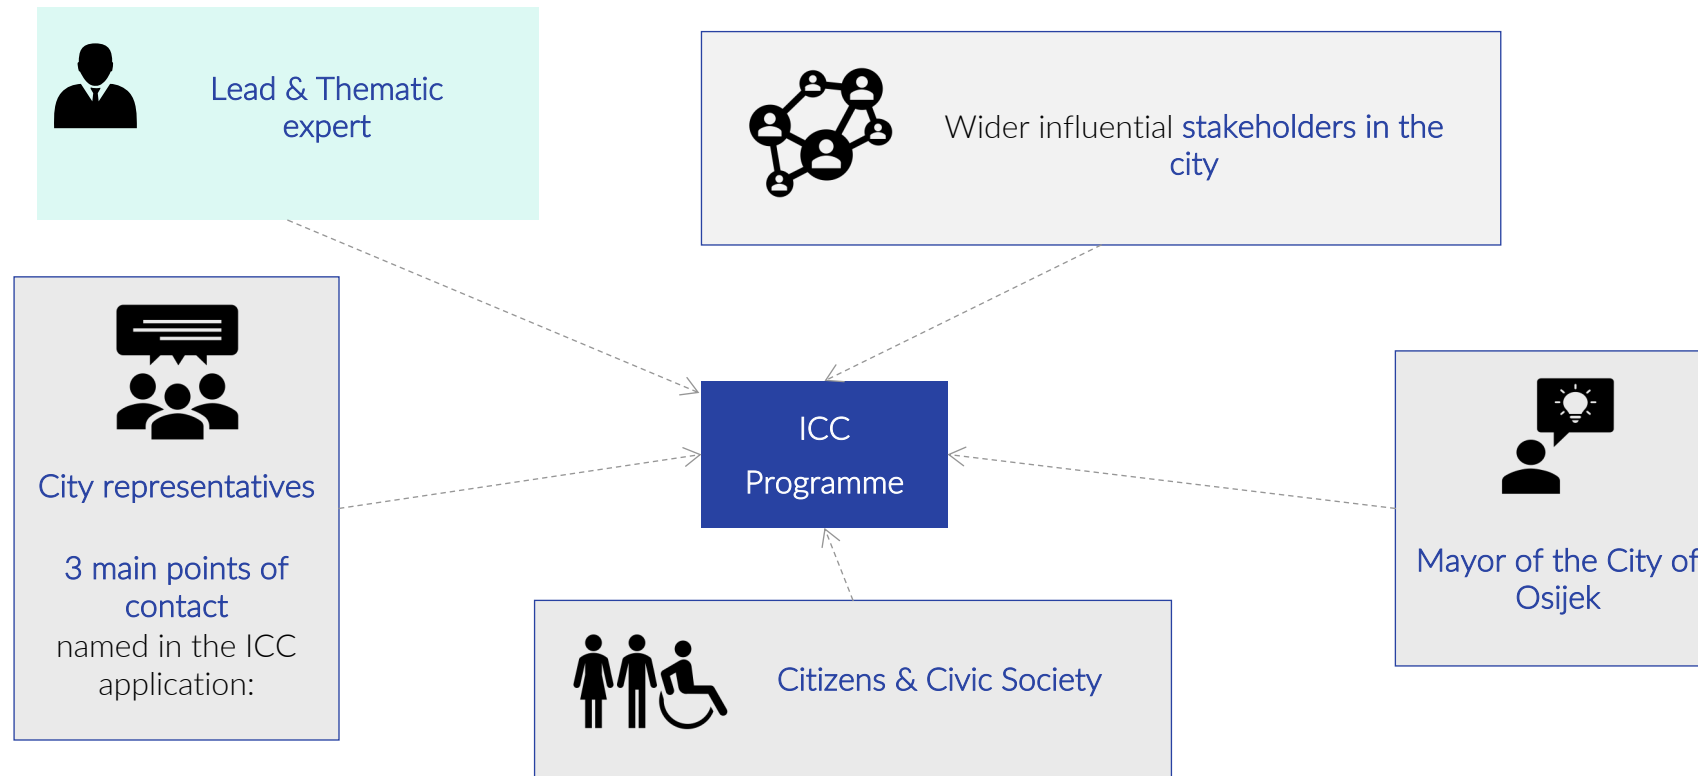 Lead & Thematic
expert
Wider influential stakeholders in the
city
City representatives
3 main points of
contact
named in the ICC
application:
ICC
Programme
Mayor of the City of
Osijek
Citizens & Civic Society